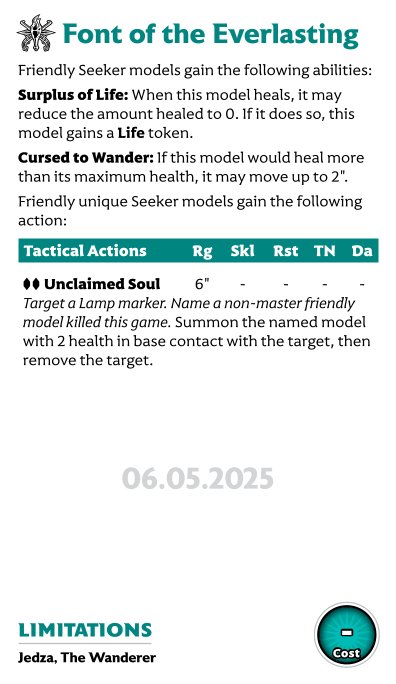 Font of the Everlasting
Friendly Seeker models gain the following abilities:
Surplus of Life: When this model heals, it may
reduce the amount healed to 0. If it does so, this
model gains a Life token.
Cursed to Wander: If this model would heal more
than its maximum health, it may move up to 2".
Friendly unique Seeker models gain the following
action:
Tactical Actions Rg Skl Rst TN Da
Unclaimed Soul 6" - - - -
Target a Lamp marker. Name a non-master friendly
model killed this game. Summon the named model
with 2 health in base contact with the target, then
remove the target.
06.05.2025
LIMITATIONS
Jedza, The Wanderer
-
Cost